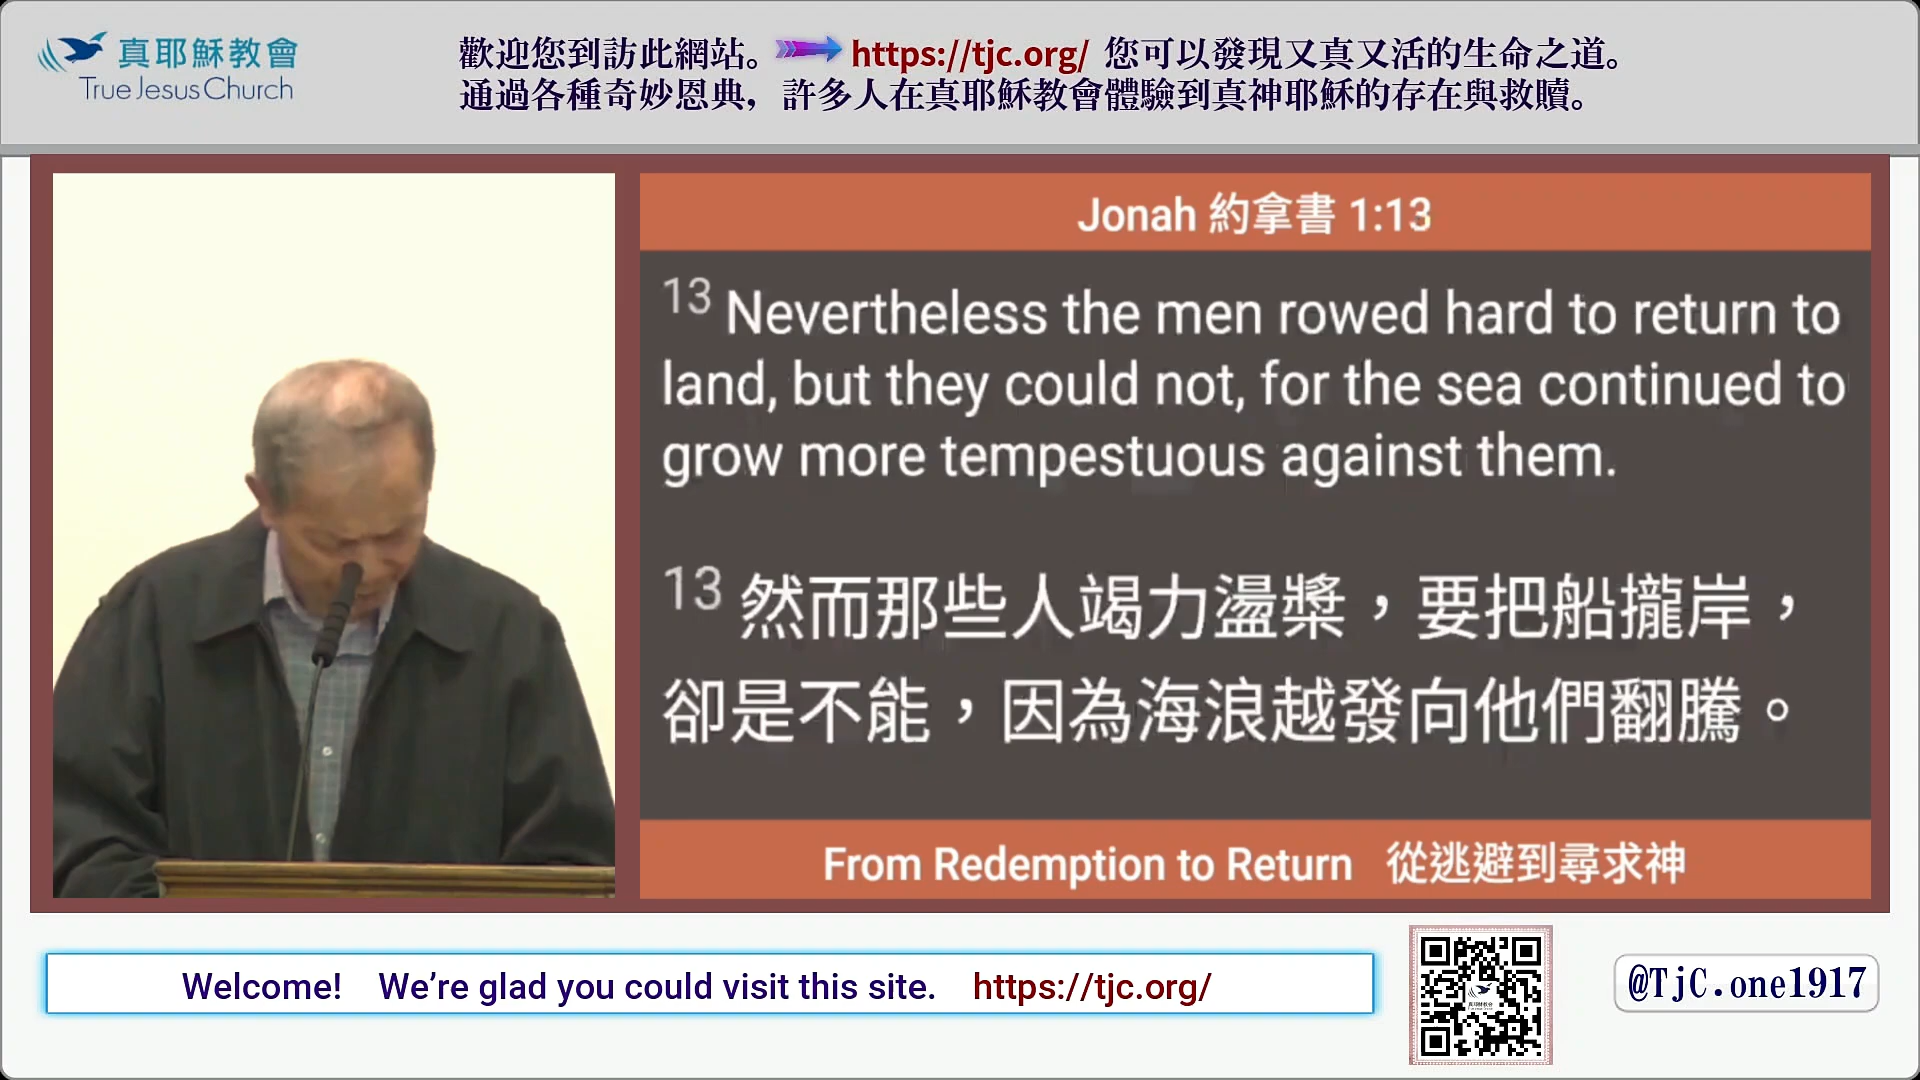 真耶穌教會
True Jesus Church
歡迎您到訪此網站。 https://tjc.org/ 您可以發現又真又活的生命之道。
通過各種奇妙恩典，許多人在真耶穌教會體驗到真神耶穌的存在與救贖。
Jonah 約拿書 1:13
13 Nevertheless the men rowed hard to return to
land, but they could not, for the sea continued to
grow more tempestuous against them.
13 然而那些人竭力盪槳，要把船攏岸，
卻是不能，因為海浪越發向他們翻騰。
From Redemption to Return 從逃避到尋求神
Welcome! We’re glad you could visit this site. https://tjc.org/
@TjC.one1917